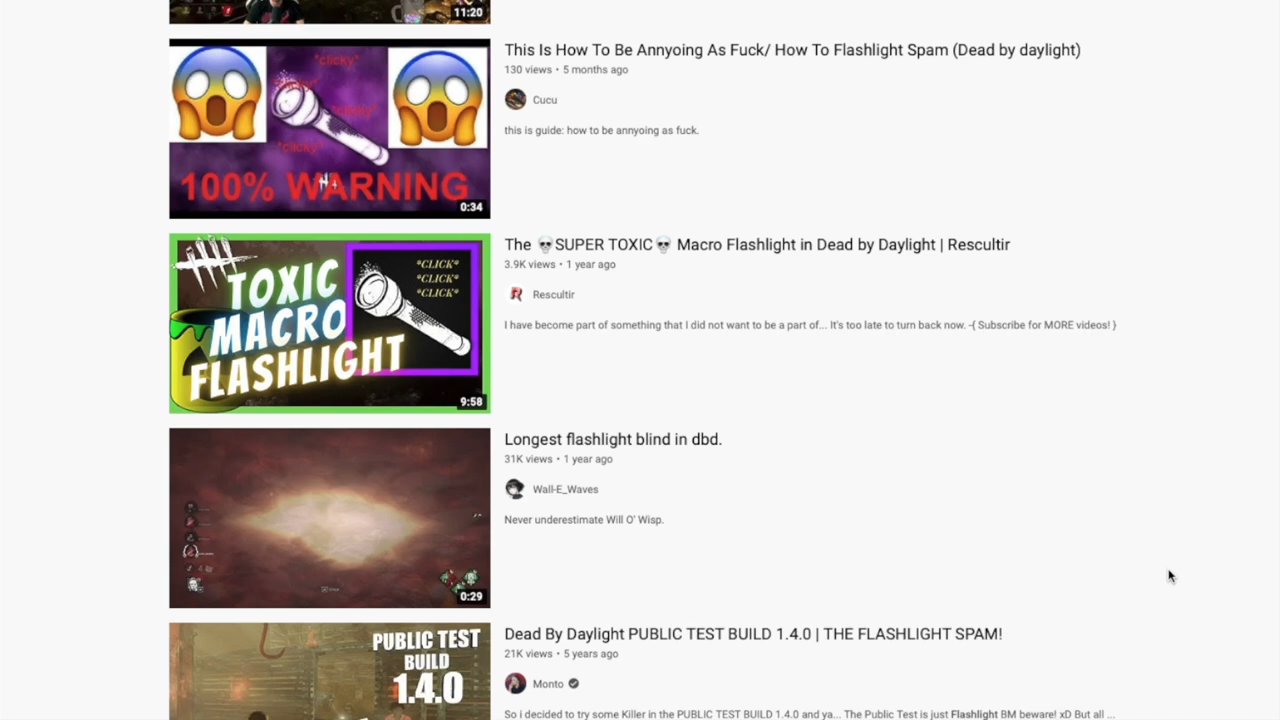 11:20
This Is How To Be Annyoing As Fuck/ How To Flashlight Spam (Dead by daylight)
130 views • 5 months ago
Cucu
this is guide: how to be annyoing as fuck.
*clicky*
*clicky*
*clicky*
*clicky*
100% WARNING
0:34
The 💀SUPER TOXIC💀 Macro Flashlight in Dead by Daylight | Rescultir
3.9K views • 1 year ago
R
Rescultir
I have become part of something that I did not want to be a part of... It's too late to turn back now. -{ Subscribe for MORE videos! }
TOXIC
MACRO
FLASHLIGHT
*CLICK*
*CLICK*
*CLICK*
9:58
Longest flashlight blind in dbd.
31K views • 1 year ago
Wall-E_Waves
Never underestimate Will O' Wisp.
0:29
Dead By Daylight PUBLIC TEST BUILD 1.4.0 | THE FLASHLIGHT SPAM!
21K views • 5 years ago
Monto
So i decided to try some Killer in the PUBLIC TEST BUILD 1.4.0 and ya... The Public Test is just Flashlight BM beware! xD But all ...
PUBLIC TEST
BUILD
1.4.0